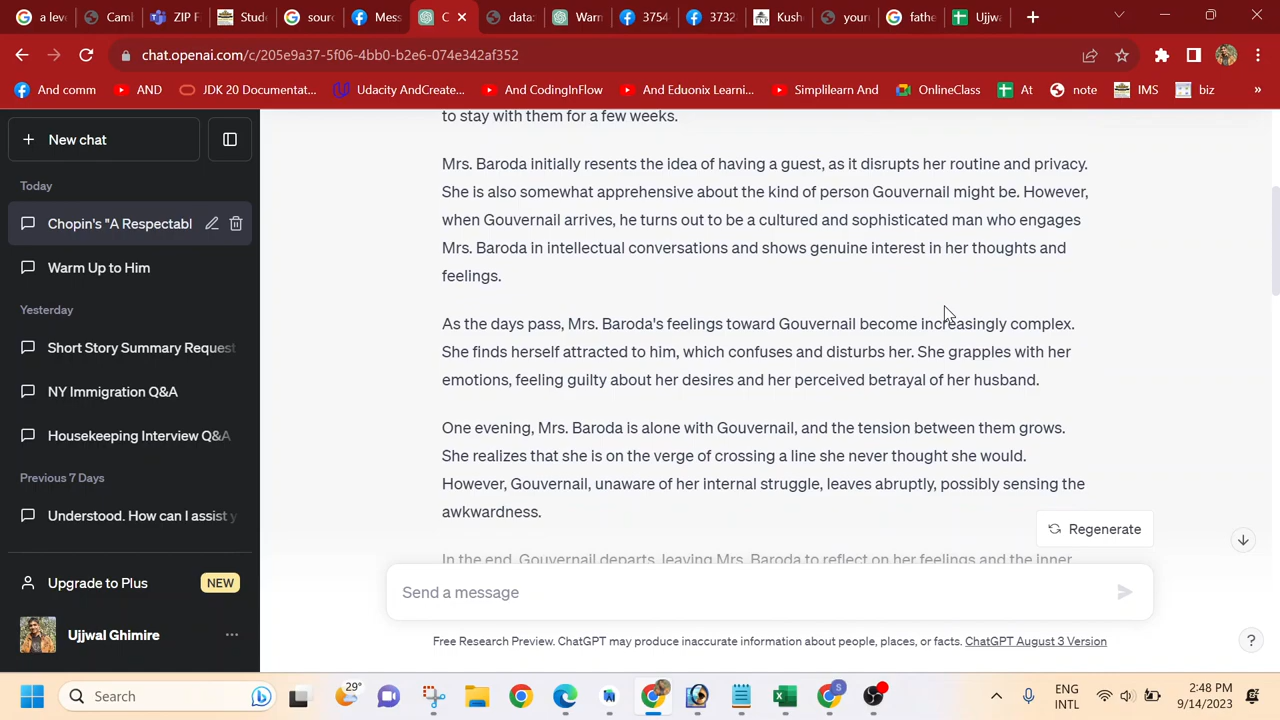 a leve
Camb
ZIP F
Stude
sourc
Mess
C
data:
Warm
3754
3732
Kushe
your
fathe
Ujjwa
chat.openai.com/c/205e9a37-5f06-4bb0-b2e6-074e342af352
And comm
AND
JDK 20 Documentat...
Udacity AndCreate...
And CodingInFlow
And Eduonix Learni...
Simplilearn And
OnlineClass
At
note
IMS
biz
»
New chat
Today
Chopin's "A Respectabl
Warm Up to Him
Yesterday
Short Story Summary Request
NY Immigration Q&A
Housekeeping Interview Q&A
Previous 7 Days
Understood. How can I assist y
Upgrade to Plus NEW
Ujjwal Ghimire
to stay with them for a few weeks.
Mrs. Baroda initially resents the idea of having a guest, as it disrupts her routine and privacy.
She is also somewhat apprehensive about the kind of person Gouvernail might be. However,
when Gouvernail arrives, he turns out to be a cultured and sophisticated man who engages
Mrs. Baroda in intellectual conversations and shows genuine interest in her thoughts and
feelings.
As the days pass, Mrs. Baroda's feelings toward Gouvernail become increasingly complex.
She finds herself attracted to him, which confuses and disturbs her. She grapples with her
emotions, feeling guilty about her desires and her perceived betrayal of her husband.
One evening, Mrs. Baroda is alone with Gouvernail, and the tension between them grows.
She realizes that she is on the verge of crossing a line she never thought she would.
However, Gouvernail, unaware of her internal struggle, leaves abruptly, possibly sensing the
awkwardness.
Regenerate
In the end, Gouvernail departs, leaving Mrs. Baroda to reflect on her feelings and the inner
Send a message
Free Research Preview. ChatGPT may produce inaccurate information about people, places, or facts. ChatGPT August 3 Version
?
Search
29°
ENG
INTL
2:48 PM
9/14/2023